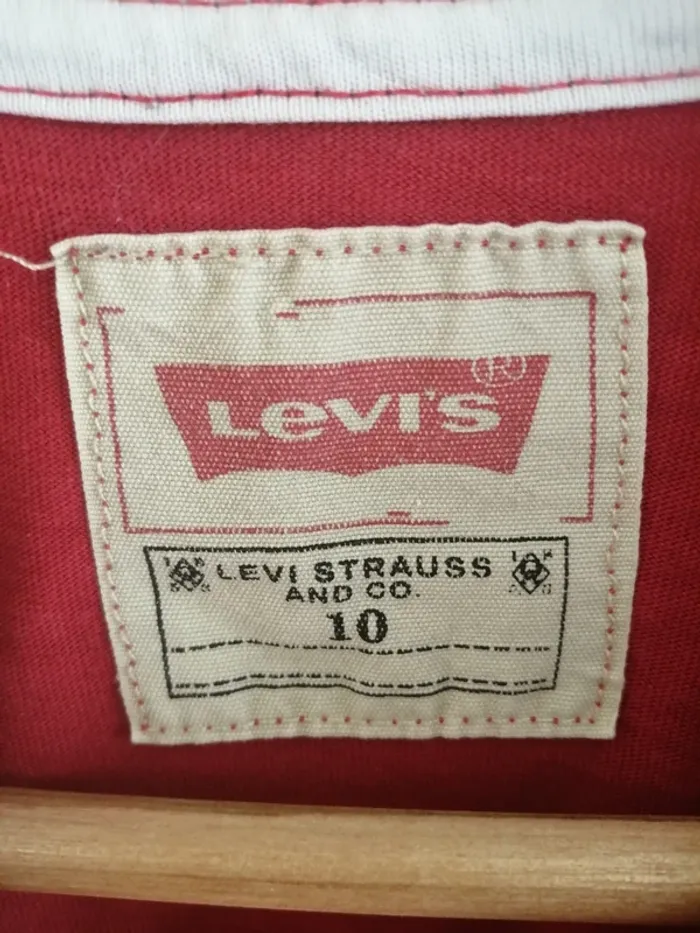 Levi's®
LEVI STRAUSS
AND CO.
10